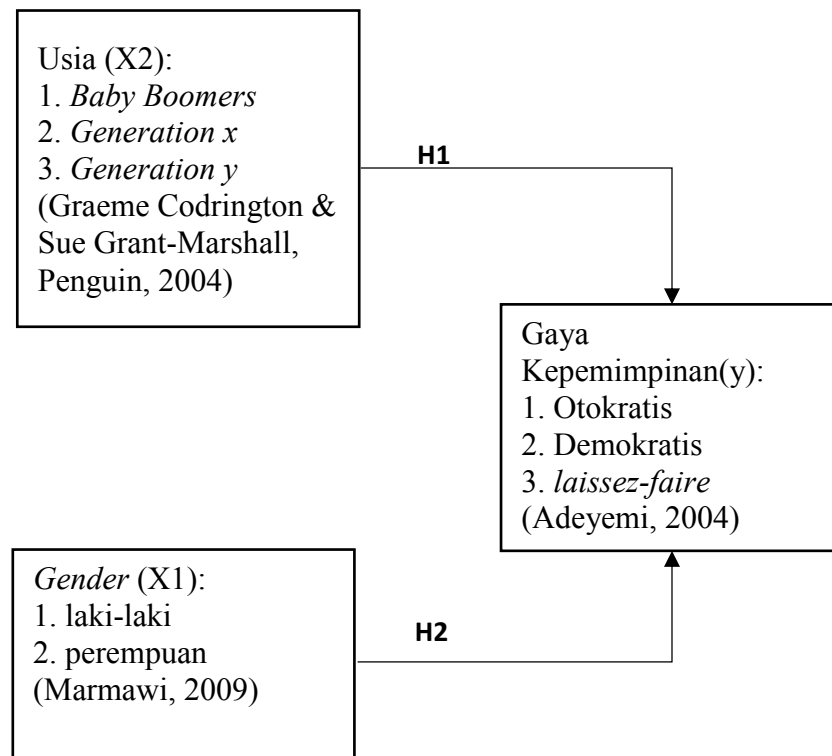 Usia (X2):
1. Baby Boomers
2. Generation x
3. Generation y
(Graeme Codrington &
Sue Grant-Marshall,
Penguin, 2004)
H1
Gaya
Kepemimpinan(y):
1. Otokratis
2. Demokratis
3. laissez-faire
(Adeyemi, 2004)
Gender (X1):
1. laki-laki
2. perempuan
(Marmawi, 2009)
H2